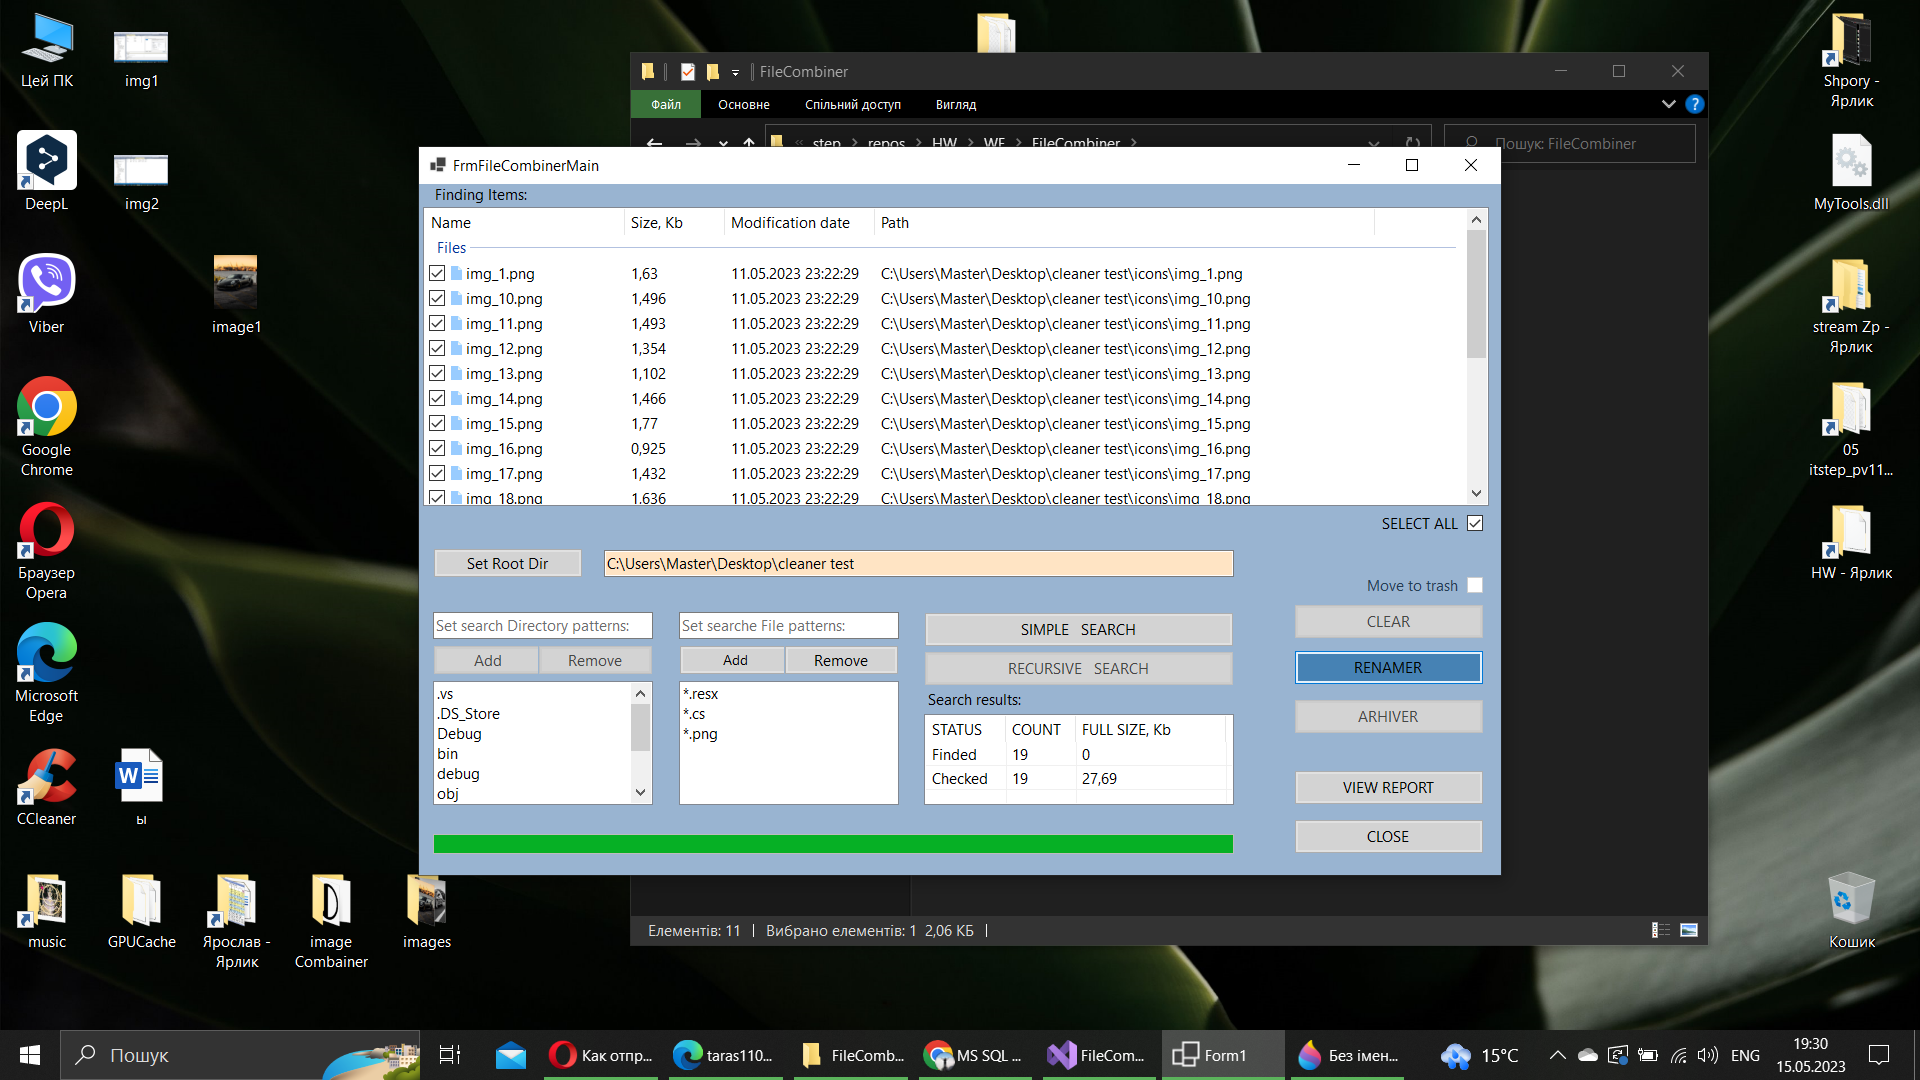 Цей ПК
img1
DeepL
img2
Viber
image1
Google
Chrome
Браузер
Opera
Microsoft
Edge
CCleaner
ы
music
GPUCache
Ярослав -
Ярлик
image
Combainer
images
Shpory -
Ярлик
MyTools.dll
stream Zp -
Ярлик
05
itstep_pv11...
HW - Ярлик
Кошик
FileCombiner
Файл Основне Спільний доступ Вигляд
« step > repos > HW > WF > FileCombiner >
Пошук: FileCombiner
FrmFileCombinerMain
Finding Items:
Name Size, Kb Modification date Path
Files
img_1.png 1,63 11.05.2023 23:22:29 C:\Users\Master\Desktop\cleaner test\icons\img_1.png
img_10.png 1,496 11.05.2023 23:22:29 C:\Users\Master\Desktop\cleaner test\icons\img_10.png
img_11.png 1,493 11.05.2023 23:22:29 C:\Users\Master\Desktop\cleaner test\icons\img_11.png
img_12.png 1,354 11.05.2023 23:22:29 C:\Users\Master\Desktop\cleaner test\icons\img_12.png
img_13.png 1,102 11.05.2023 23:22:29 C:\Users\Master\Desktop\cleaner test\icons\img_13.png
img_14.png 1,466 11.05.2023 23:22:29 C:\Users\Master\Desktop\cleaner test\icons\img_14.png
img_15.png 1,77 11.05.2023 23:22:29 C:\Users\Master\Desktop\cleaner test\icons\img_15.png
img_16.png 0,925 11.05.2023 23:22:29 C:\Users\Master\Desktop\cleaner test\icons\img_16.png
img_17.png 1,432 11.05.2023 23:22:29 C:\Users\Master\Desktop\cleaner test\icons\img_17.png
img_18.png 1,636 11.05.2023 23:22:29 C:\Users\Master\Desktop\cleaner test\icons\img_18.png
SELECT ALL
Set Root Dir C:\Users\Master\Desktop\cleaner test
Move to trash
Set search Directory patterns:
Add Remove
.vs
.DS_Store
Debug
bin
debug
obj
Set searche File patterns:
Add Remove
*.resx
*.cs
*.png
SIMPLE SEARCH
RECURSIVE SEARCH
Search results:
STATUS COUNT FULL SIZE, Kb
Finded 19 0
Checked 19 27,69
CLEAR
RENAMER
ARHIVER
VIEW REPORT
CLOSE
Елементів: 11 | Вибрано елементів: 1 2,06 КБ |
Пошук
Как отпр...
taras110...
FileComb...
MS SQL ...
FileCom...
Form1
Без імен...
15°C
ENG
19:30
15.05.2023